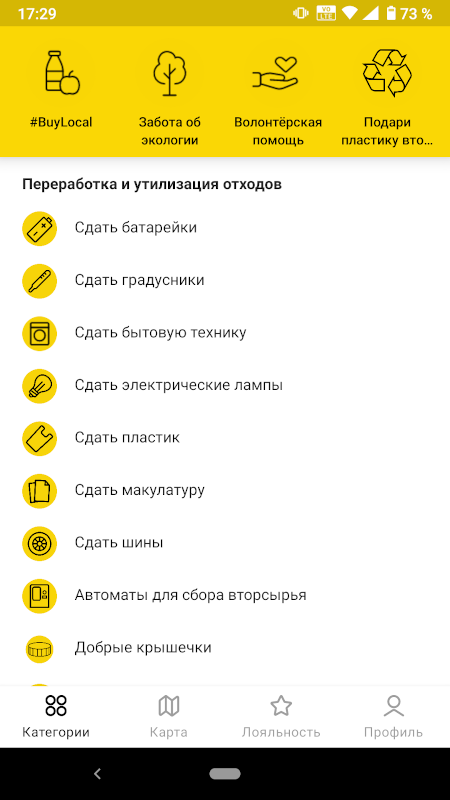 17:29
VO
LTE
73 %
#BuyLocal
Забота об
экологии
Волонтёрская
помощь
Подари
пластику вто...
Переработка и утилизация отходов
Сдать батарейки
Сдать градусники
Сдать бытовую технику
Сдать электрические лампы
Сдать пластик
Сдать макулатуру
Сдать шины
Автоматы для сбора вторсырья
Добрые крышечки
Категории
Карта
Лояльность
Профиль